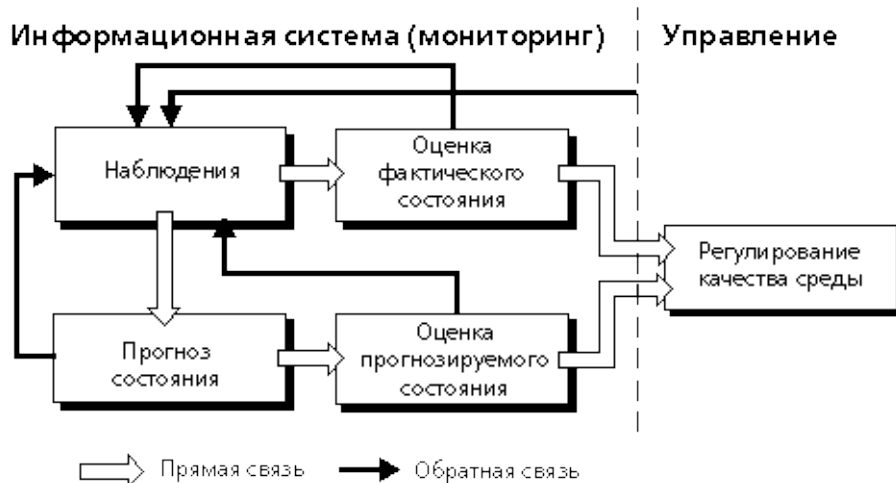 Информационная система (мониторинг)
Управление
Наблюдения
Оценка
фактического
состояния
Регулирование
качества среды
Прогноз
состояния
Оценка
прогнозируемого
состояния
Прямая связь
Обратная связь